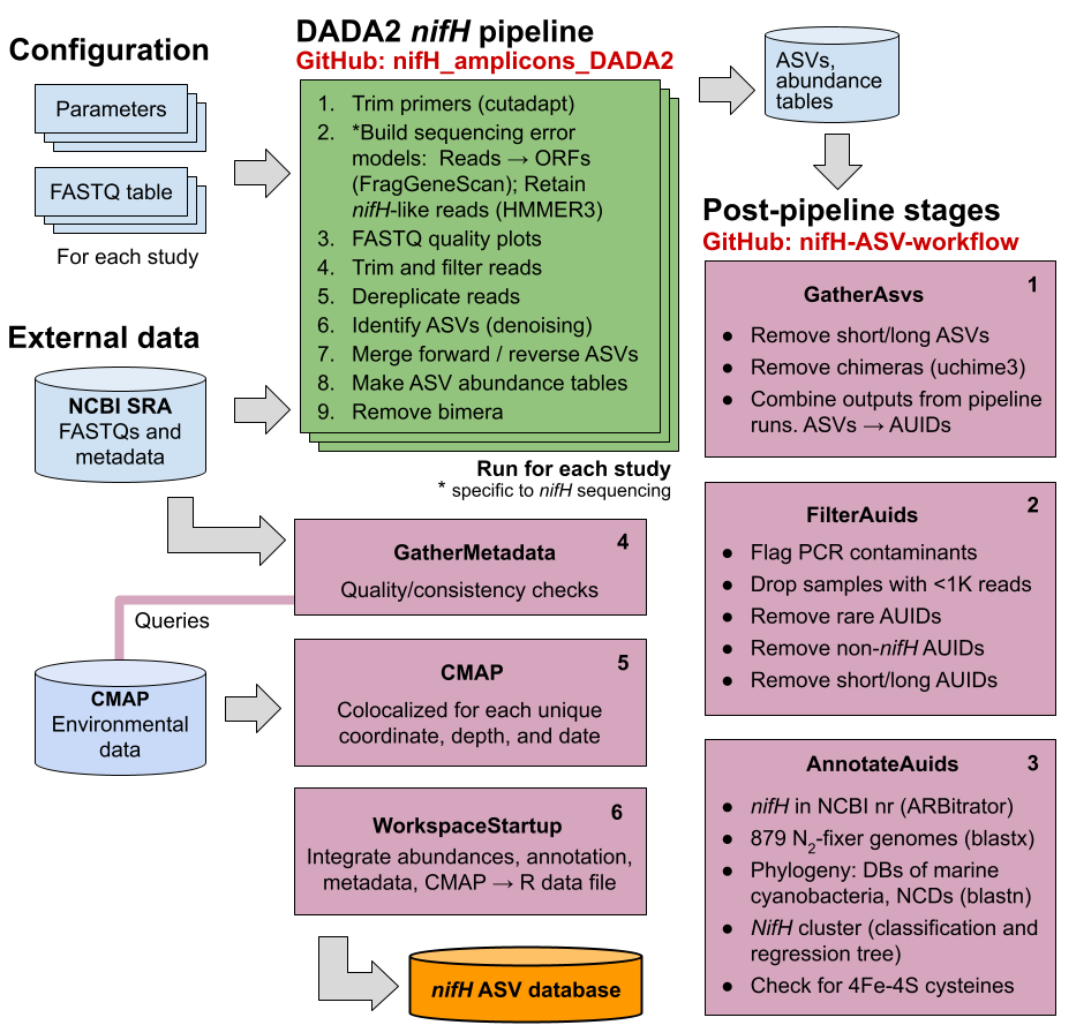 Configuration
Parameters
FASTQ table
For each study
External data
NCBI SRA
FASTQs and
metadata
DADA2 nifH pipeline
GitHub: nifH_amplicons_DADA2
1. Trim primers (cutadapt)
2. *Build sequencing error
models: Reads → ORFs
(FragGeneScan); Retain
nifH-like reads (HMMER3)
3. FASTQ quality plots
4. Trim and filter reads
5. Dereplicate reads
6. Identify ASVs (denoising)
7. Merge forward / reverse ASVs
8. Make ASV abundance tables
9. Remove bimera
Run for each study
* specific to nifH sequencing
ASVs,
abundance
tables
Post-pipeline stages
GitHub: nifH-ASV-workflow
1
GatherAsvs
● Remove short/long ASVs
● Remove chimeras (uchime3)
● Combine outputs from pipeline
runs. ASVs → AUIDs
2
FilterAuids
● Flag PCR contaminants
● Drop samples with <1K reads
● Remove rare AUIDs
● Remove non-nifH AUIDs
● Remove short/long AUIDs
3
AnnotateAuids
● nifH in NCBI nr (ARBitrator)
● 879 N₂-fixer genomes (blastx)
● Phylogeny: DBs of marine
cyanobacteria, NCDs (blastn)
● NifH cluster (classification and
regression tree)
● Check for 4Fe-4S cysteines
4
GatherMetadata
Quality/consistency checks
Queries
CMAP
Environmental
data
5
CMAP
Colocalized for each unique
coordinate, depth, and date
6
WorkspaceStartup
Integrate abundances, annotation,
metadata, CMAP → R data file
nifH ASV database